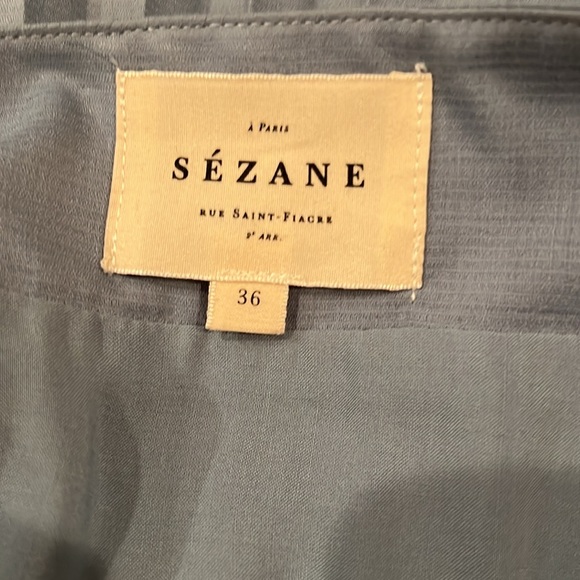 À PARIS
SÉZANE
RUE SAINT-FIACRE
2ᵉ ARR.
36